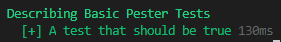 Describing Basic Pester Tests
  [+] A test that should be true 130ms